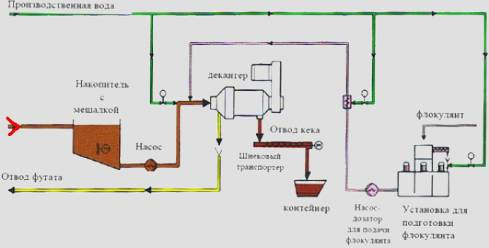 Производственная вода
Накопитель
с
мешалкой
декантер
флокулянт
Насос
Отвод кека
Шнековый
транспортер
Отвод фугата
контейнер
Насос-
дозатор
для подачи
флокулянта
Установка для
подготовки
флокулянта